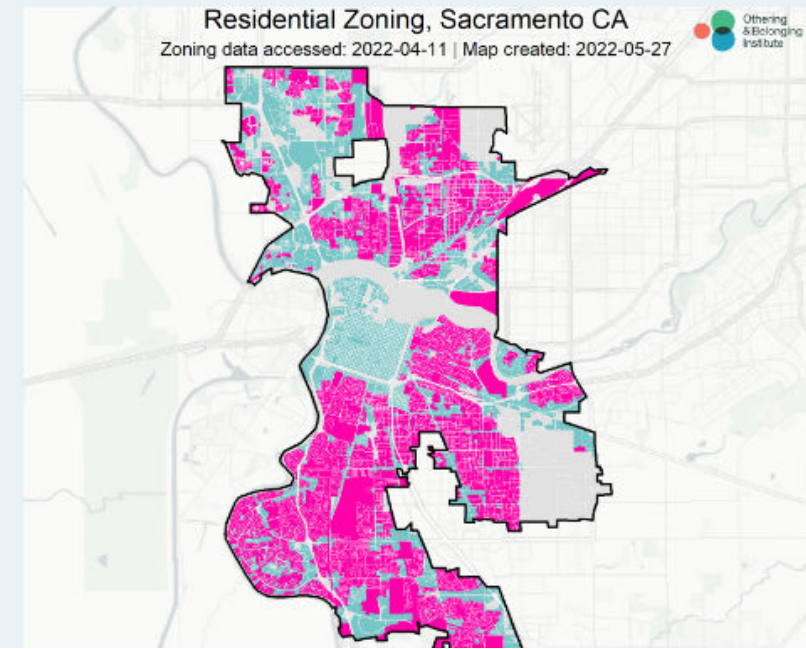 Residential Zoning, Sacramento CA
Zoning data accessed: 2022-04-11 | Map created: 2022-05-27
Othering
& Belonging
Institute